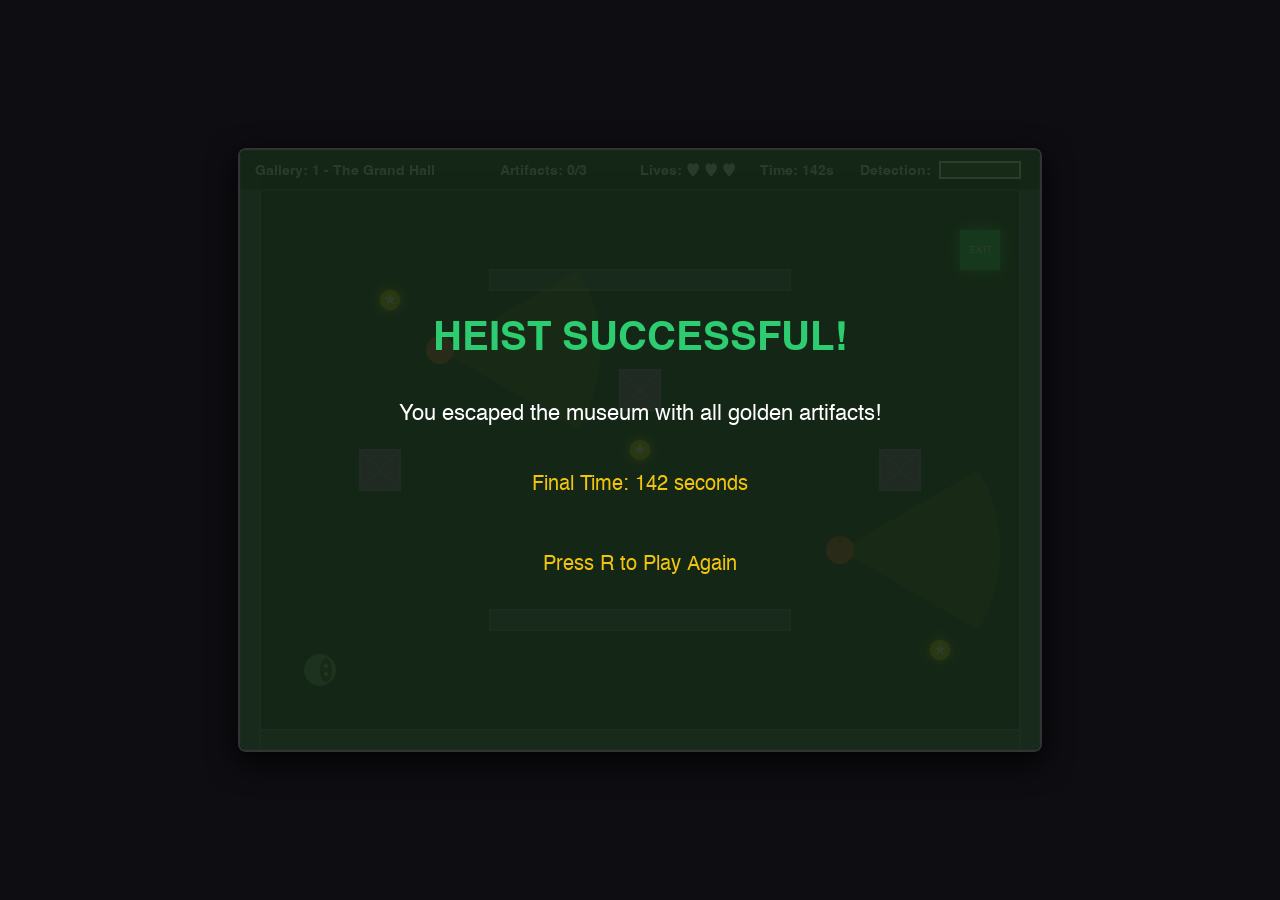 Gallery: 1 - The Grand Hall Artifacts: 0/3 Lives: ♥ ♥ ♥ Time: 142s Detection:
EXIT
HEIST SUCCESSFUL!
You escaped the museum with all golden artifacts!
Final Time: 142 seconds
Press R to Play Again